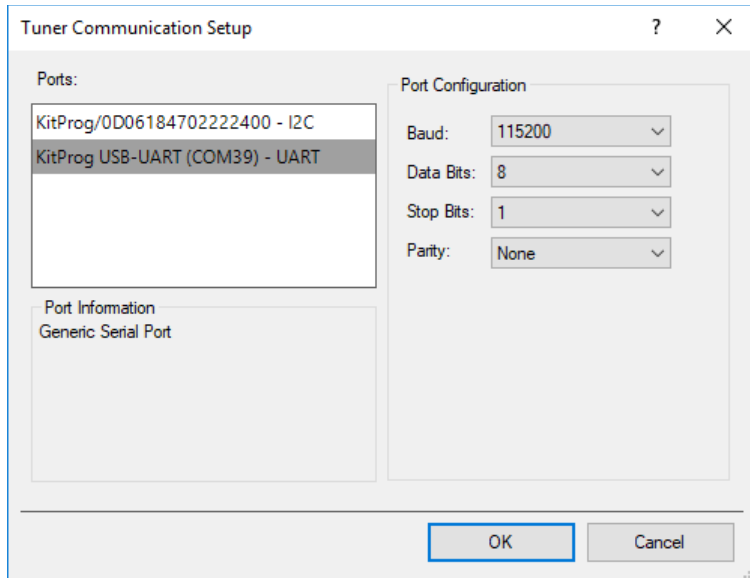 Tuner Communication Setup
?
Ports:
KitProg/0D06184702222400 - I2C
KitProg USB-UART (COM39) - UART
Port Information
Generic Serial Port
Port Configuration
Baud: 115200
Data Bits: 8
Stop Bits: 1
Parity: None
OK
Cancel